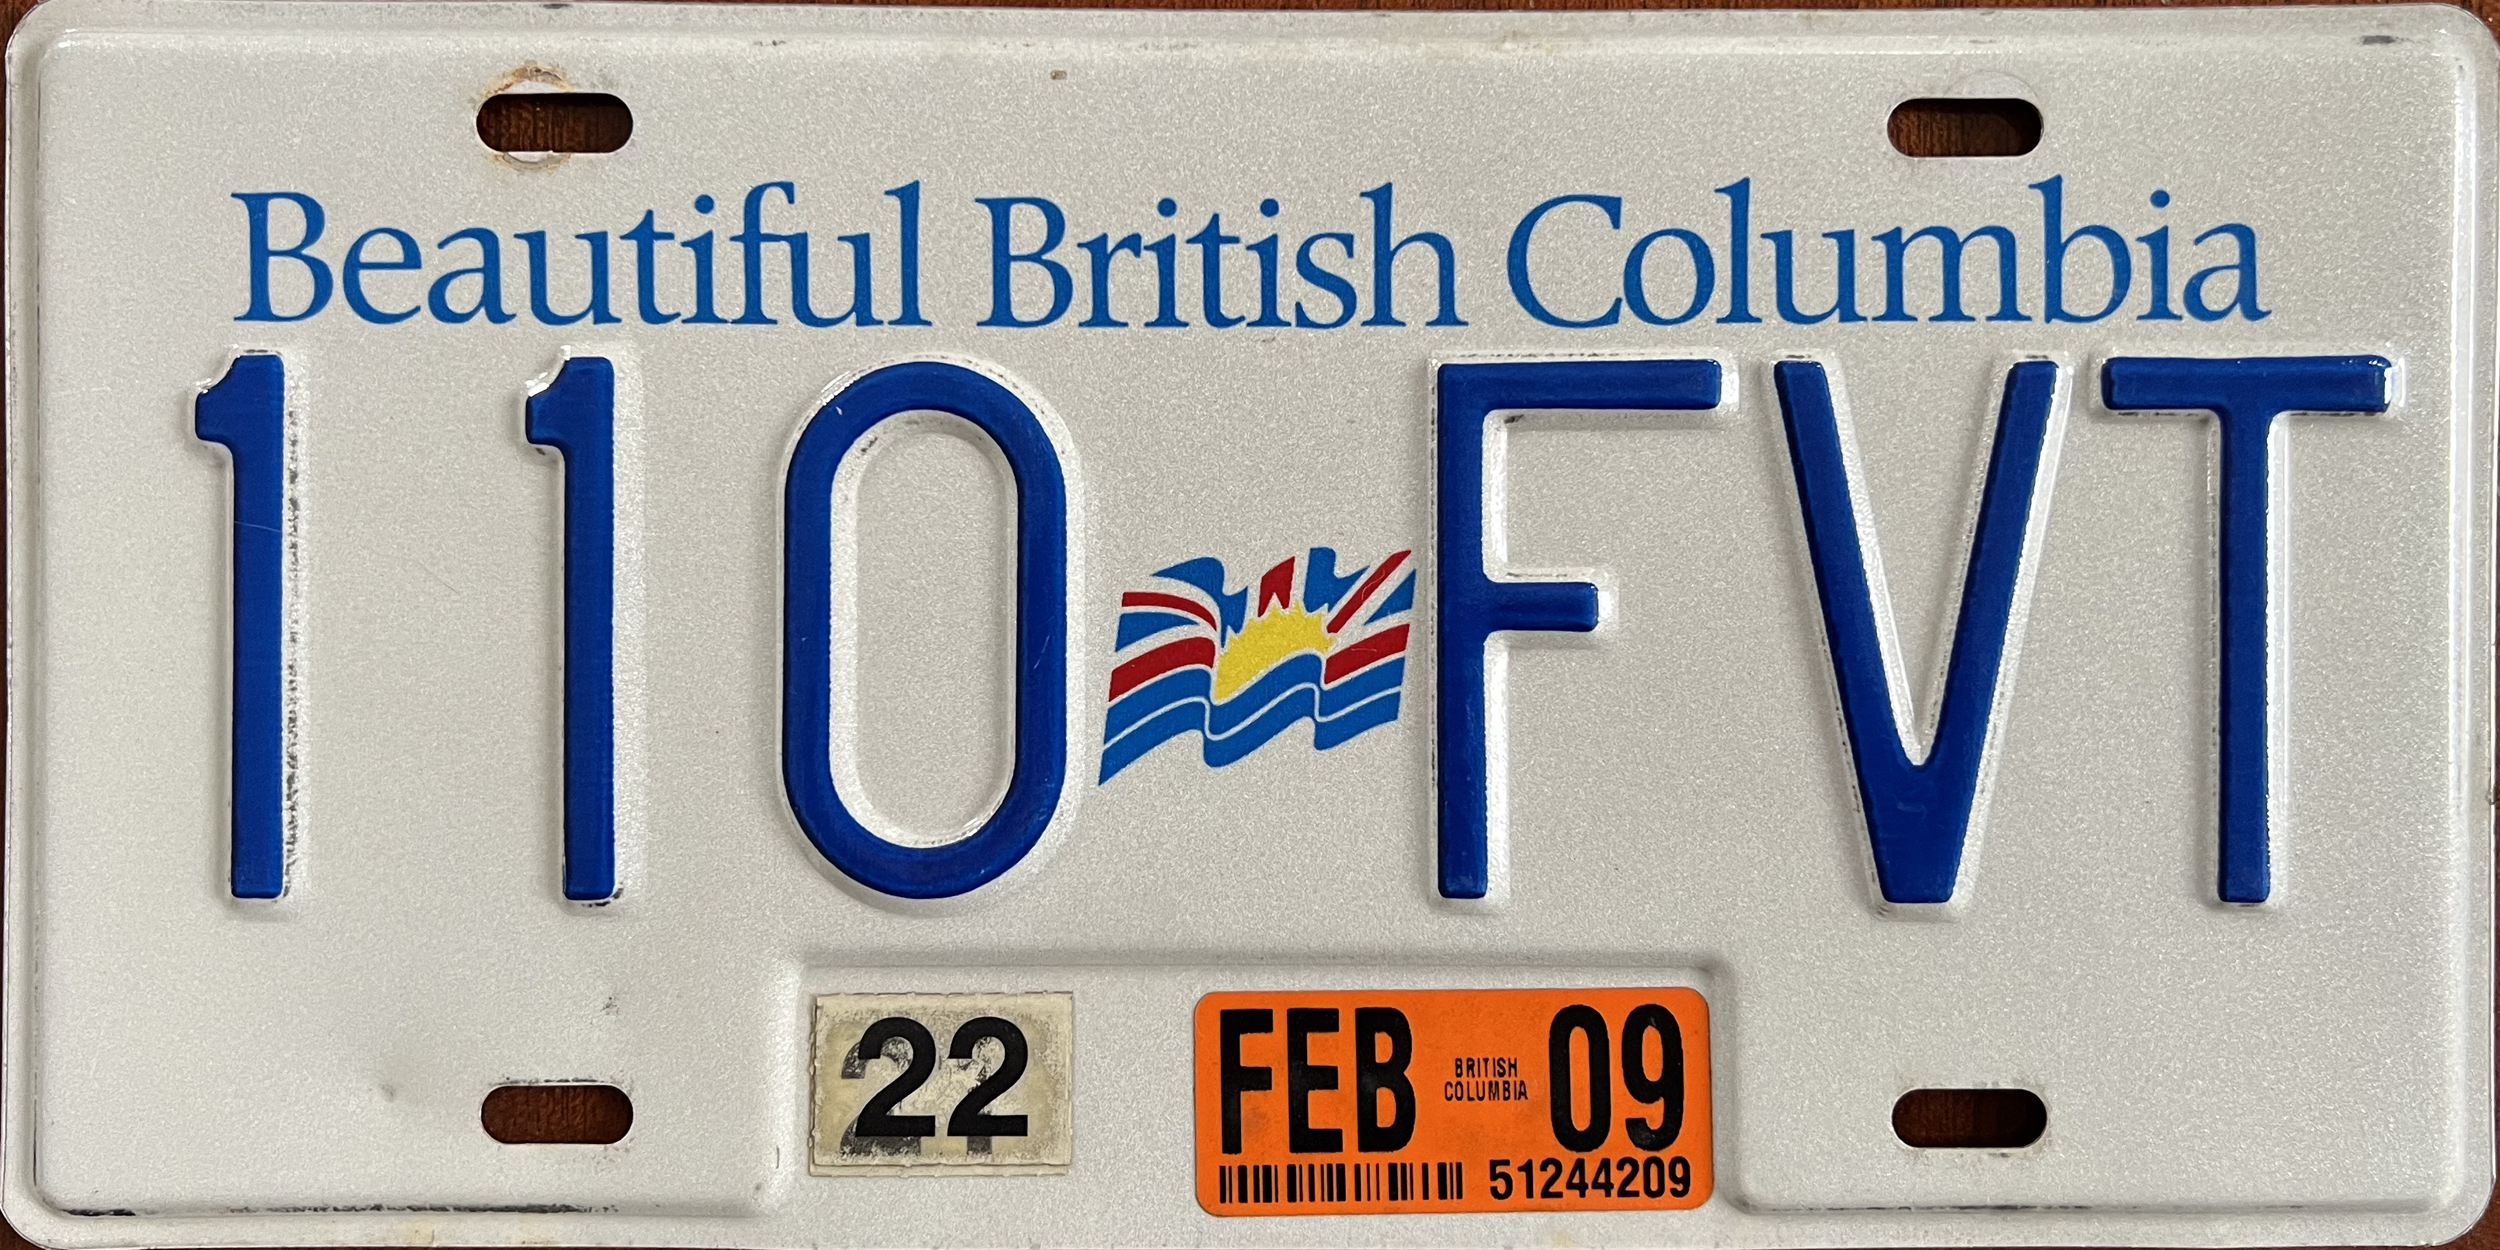 Beautiful British Columbia
110 FVT
22
FEB BRITISH COLUMBIA 09
51244209